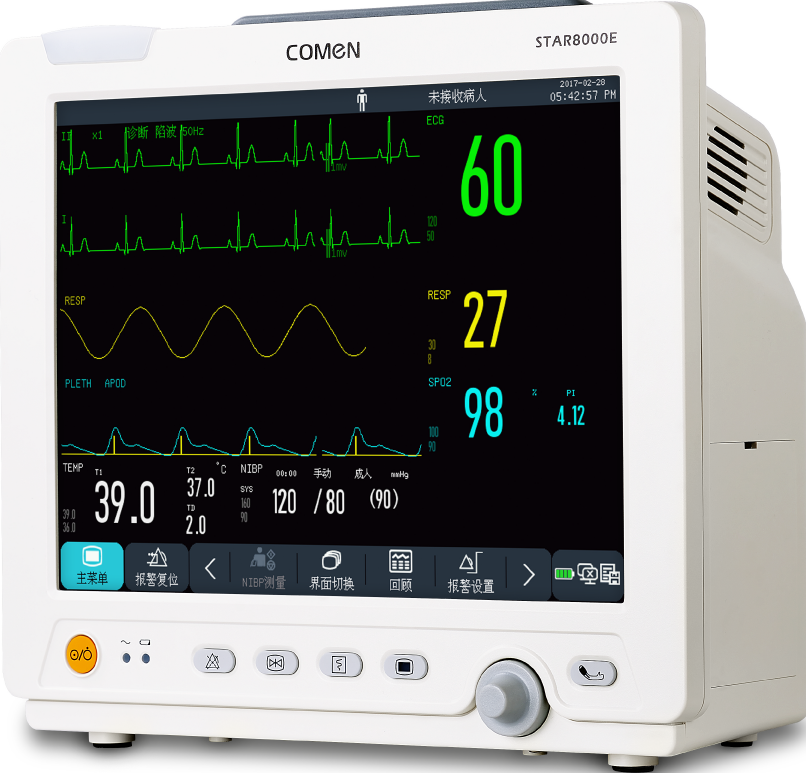 COMEN
STAR8000E
未接收病人
2017-02-28
05:42:57 PM
II x1 诊断 陷波 50Hz
1mv
ECG
60
120
50
I
1mv
RESP
RESP
27
30
8
PLETH APOD
SPO2
98
%
PI
4.12
100
90
TEMP
T1
39.0
39.0
36.0
T2
°C
37.0
TD
2.0
NIBP
00:00
手动
成人
mmHg
SYS
160
90
120 / 80 (90)
主菜单
报警复位
NIBP测量
界面切换
回顾
报警设置